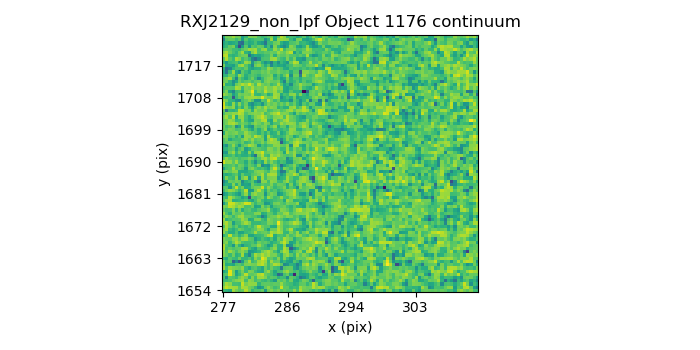 RXJ2129_non_lpf Object 1176 continuum
y (pix)
1717
1708
1699
1690
1681
1672
1663
1654
277 286 294 303
x (pix)